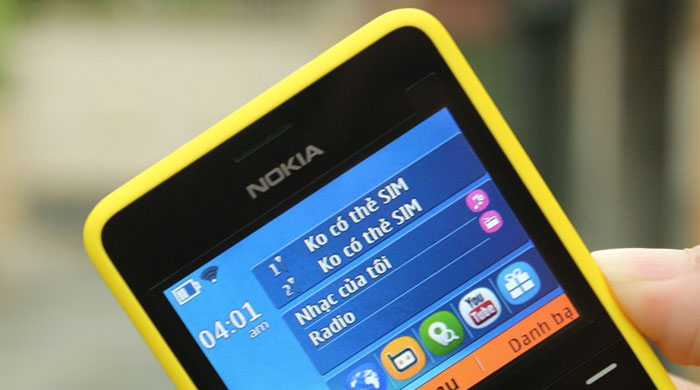 NOKIA
1 Ko có thẻ SIM
2 Ko có thẻ SIM
04:01
am
Nhạc của tôi
Radio
You
Tube
Danh bạ